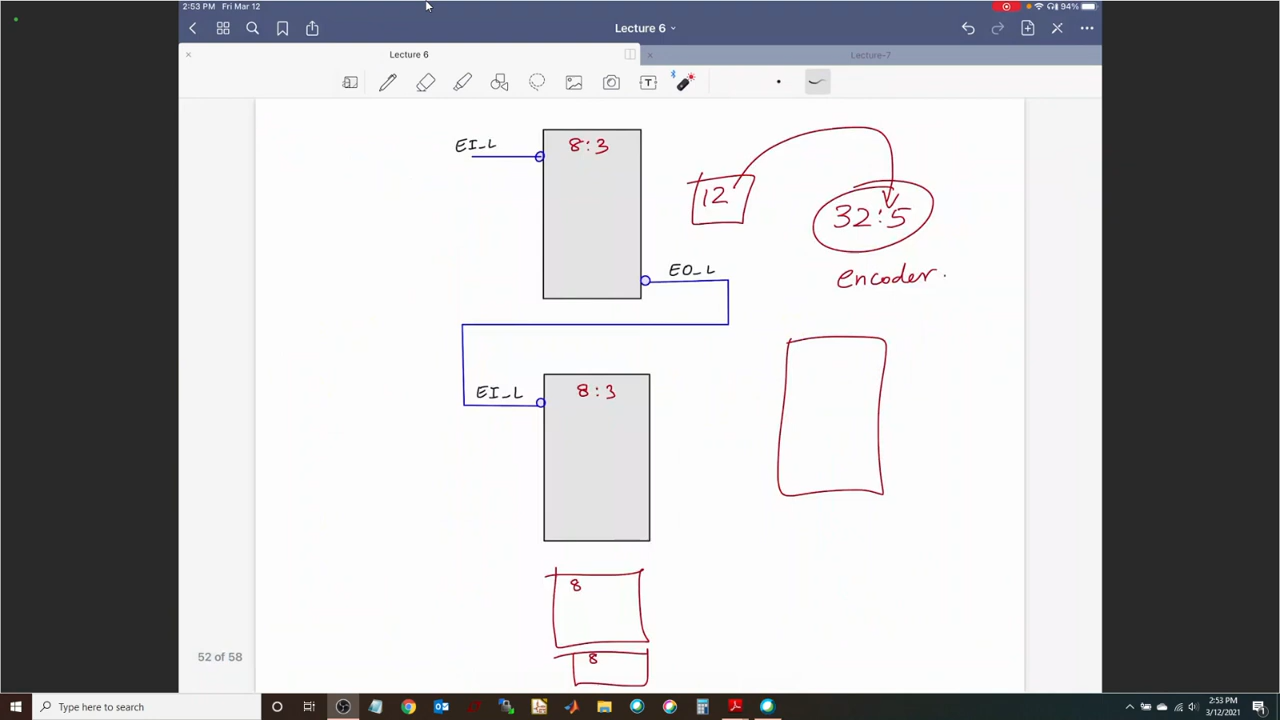 2:53 PM Fri Mar 12
94%
Lecture 6
Lecture 6
Lecture-7
T
EI_L
8:3
12
32:5
encoder.
EO_L
EI_L
8:3
8
8
52 of 58
Type here to search
2:53 PM
3/12/2021